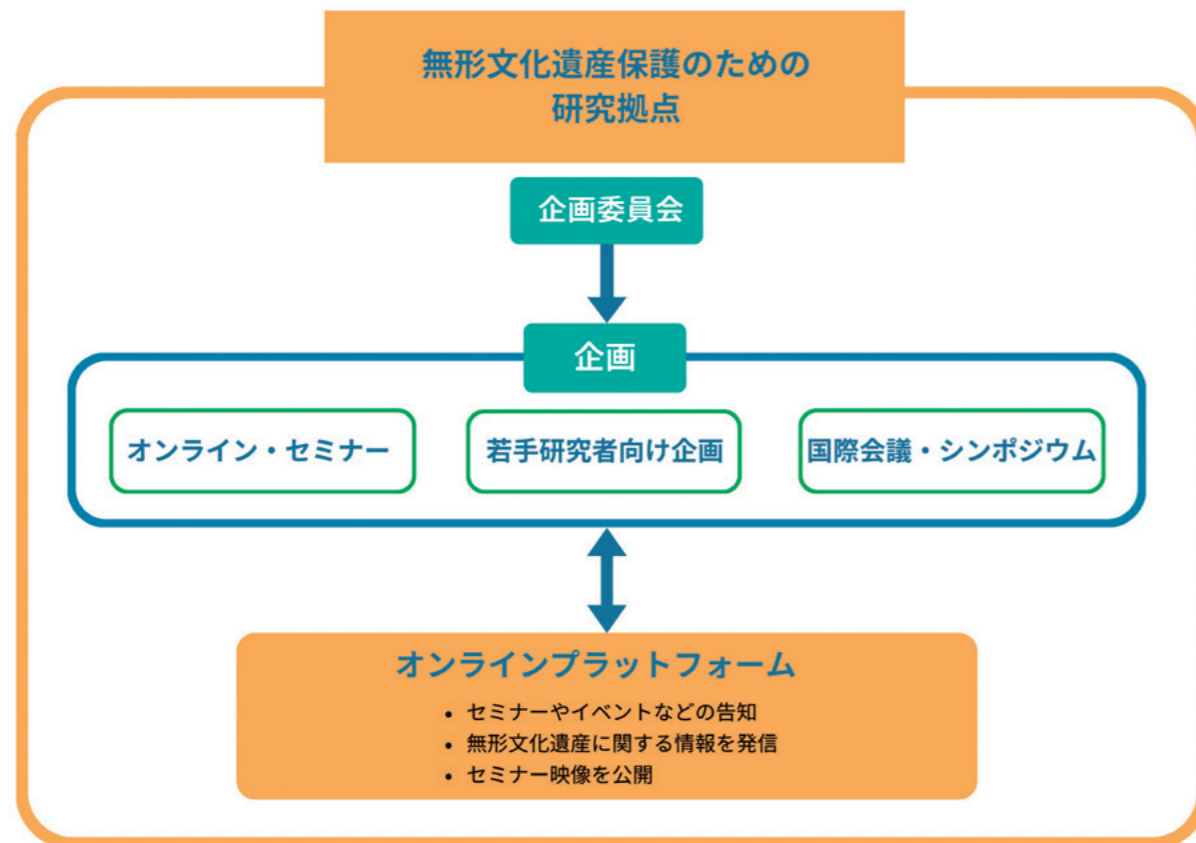 無形文化遺産保護のための
研究拠点
企画委員会
企画
オンライン・セミナー
若手研究者向け企画
国際会議・シンポジウム
オンラインプラットフォーム
• セミナーやイベントなどの告知
• 無形文化遺産に関する情報を発信
• セミナー映像を公開